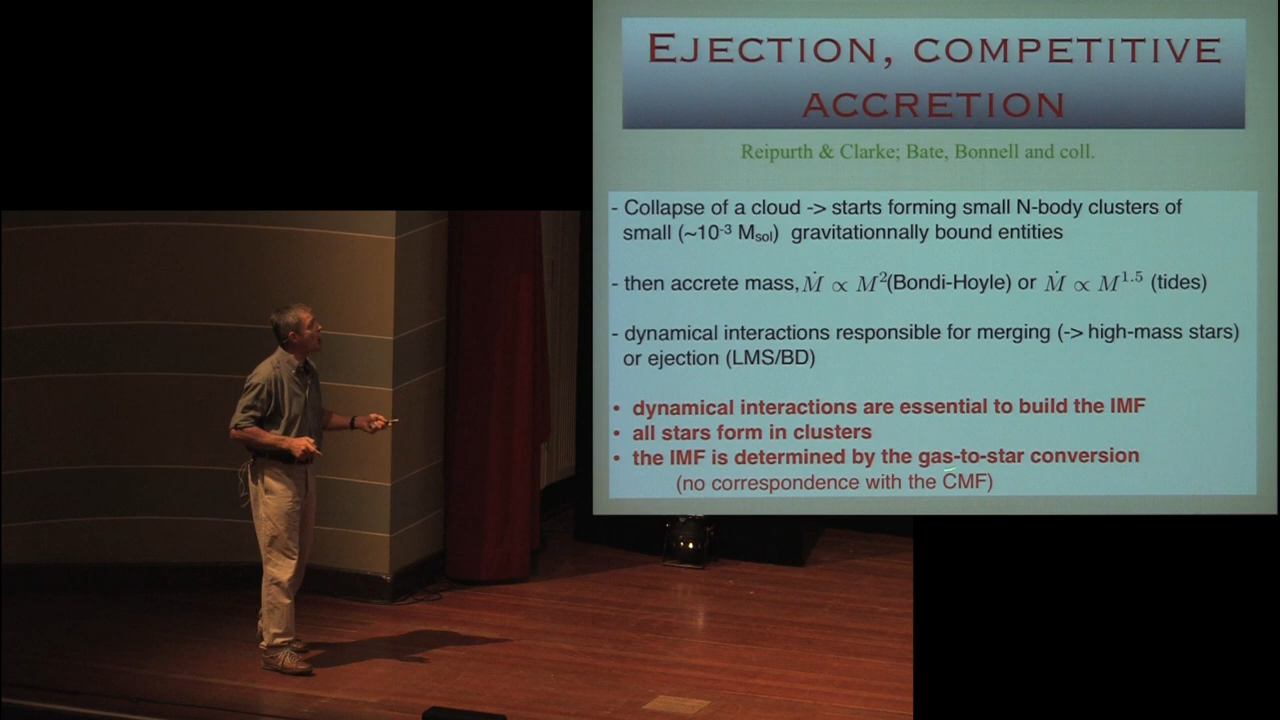 EJECTION, COMPETITIVE
ACCRETION
Reipurth & Clarke; Bate, Bonnell and coll.
- Collapse of a cloud -> starts forming small N-body clusters of
small (~10⁻³ Mₛₒₗ) gravitationnally bound entities
- then accrete mass, Ṁ ∝ M²(Bondi-Hoyle) or Ṁ ∝ M¹·⁵ (tides)
- dynamical interactions responsible for merging (-> high-mass stars)
or ejection (LMS/BD)
• dynamical interactions are essential to build the IMF
• all stars form in clusters
• the IMF is determined by the gas-to-star conversion
(no correspondence with the CMF)